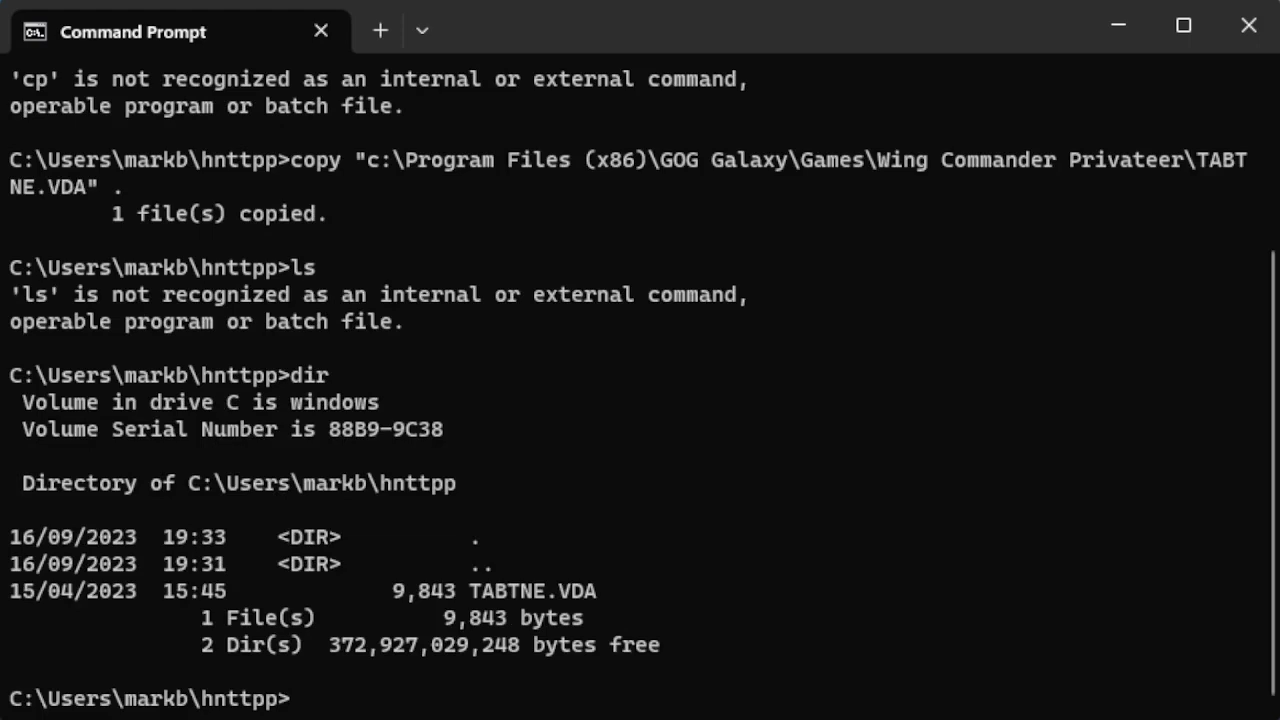 Command Prompt
'cp' is not recognized as an internal or external command,
operable program or batch file.
C:\Users\markb\hnttpp>copy "c:\Program Files (x86)\GOG Galaxy\Games\Wing Commander Privateer\TABT
NE.VDA" .
        1 file(s) copied.
C:\Users\markb\hnttpp>ls
'ls' is not recognized as an internal or external command,
operable program or batch file.
C:\Users\markb\hnttpp>dir
 Volume in drive C is windows
 Volume Serial Number is 88B9-9C38
 Directory of C:\Users\markb\hnttpp
16/09/2023  19:33    <DIR>          .
16/09/2023  19:31    <DIR>          ..
15/04/2023  15:45             9,843 TABTNE.VDA
               1 File(s)          9,843 bytes
               2 Dir(s)  372,927,029,248 bytes free
C:\Users\markb\hnttpp>